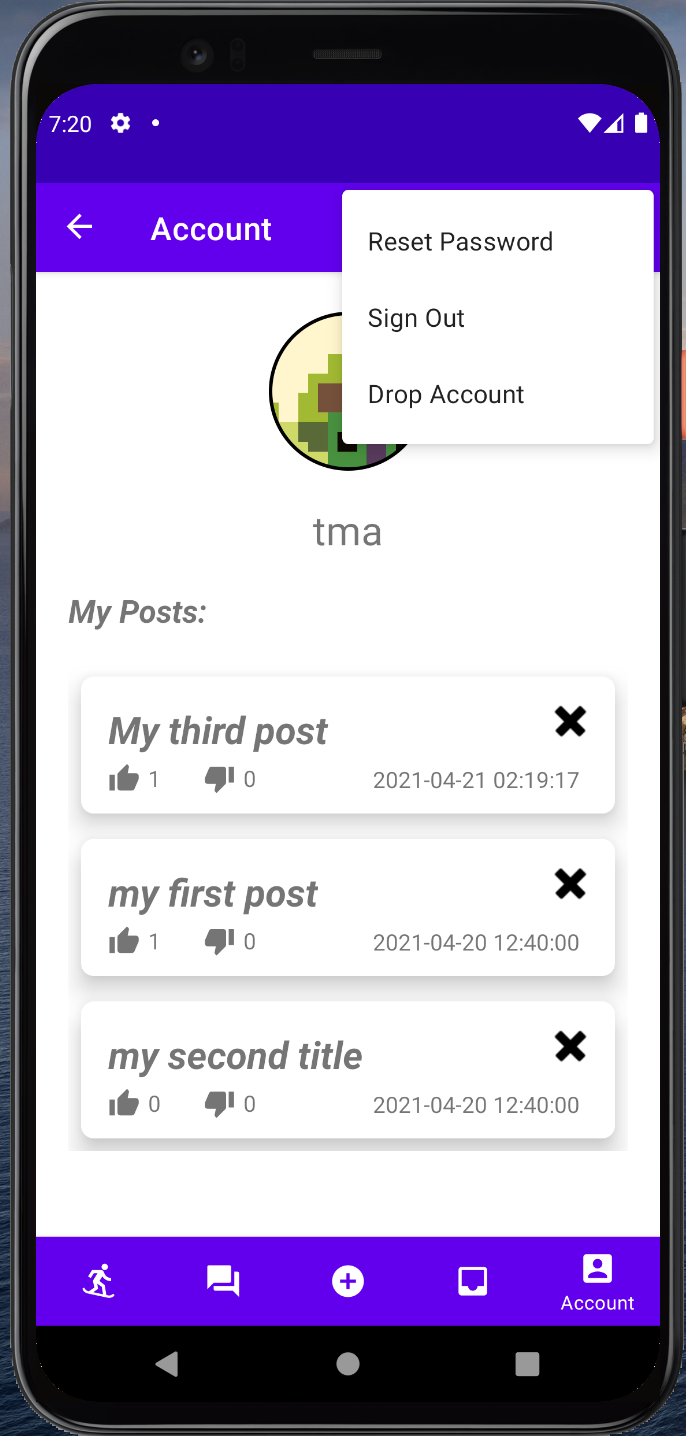 7:20
Account
Reset Password
Sign Out
Drop Account
tma
My Posts:
My third post
1 0 2021-04-21 02:19:17
my first post
1 0 2021-04-20 12:40:00
my second title
0 0 2021-04-20 12:40:00
Account